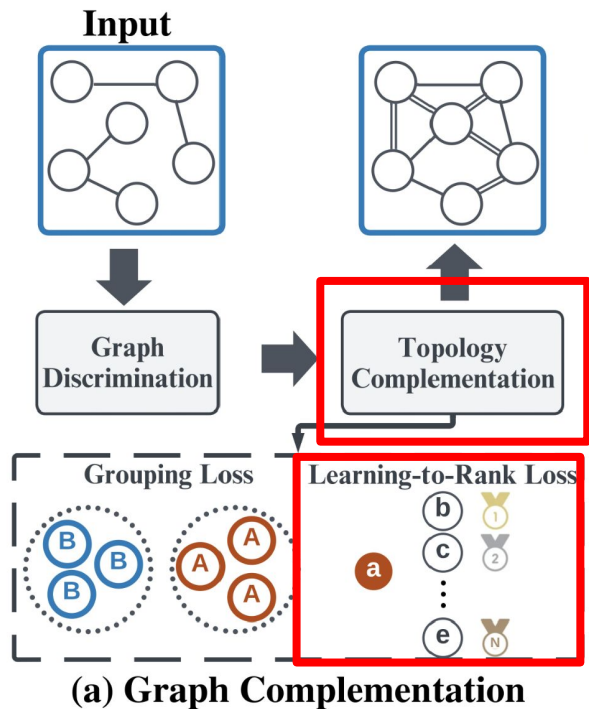 Input
Graph
Discrimination
Topology
Complementation
Grouping Loss
Learning-to-Rank Loss
B
B
B
A
A
A
a
b
1
c
2
e
N
(a) Graph Complementation